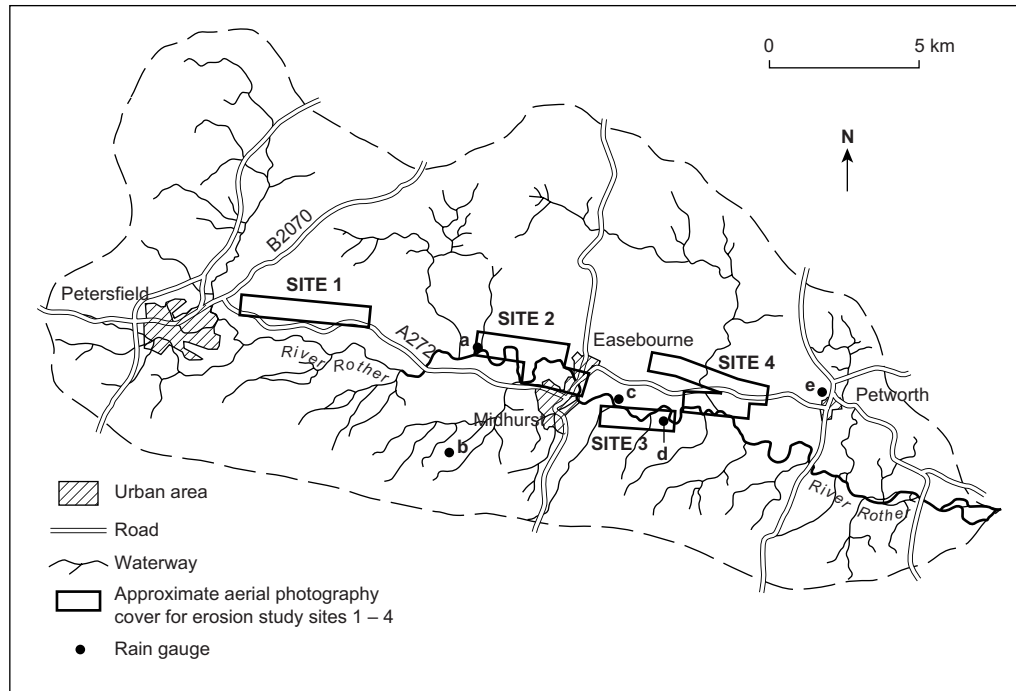 0 5 km
N
B2070
Petersfield
SITE 1
SITE 2
a
A272
Easebourne
River Rother
SITE 4
e
c
Petworth
Midhurst
SITE 3
b
d
River Rother
Urban area
Road
Waterway
Approximate aerial photography
cover for erosion study sites 1 – 4
Rain gauge